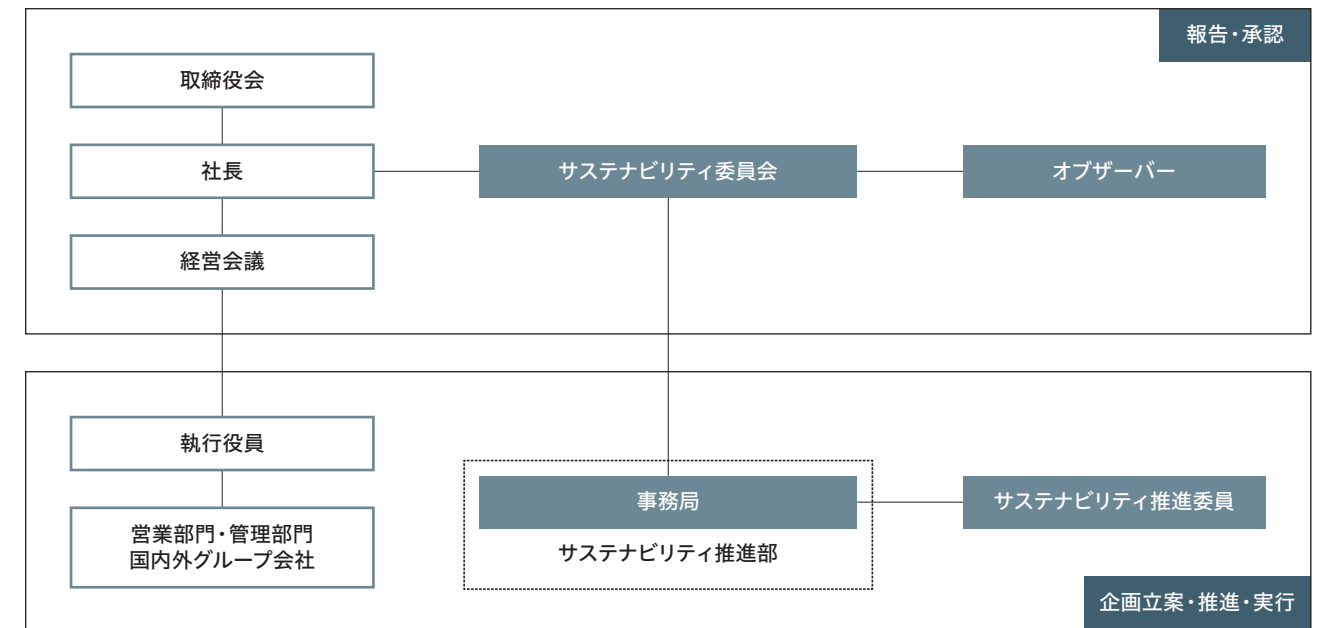 報告・承認
取締役会
社長
サステナビリティ委員会
オブザーバー
経営会議
執行役員
事務局
サステナビリティ推進委員
営業部門・管理部門
国内外グループ会社
サステナビリティ推進部
企画立案・推進・実行